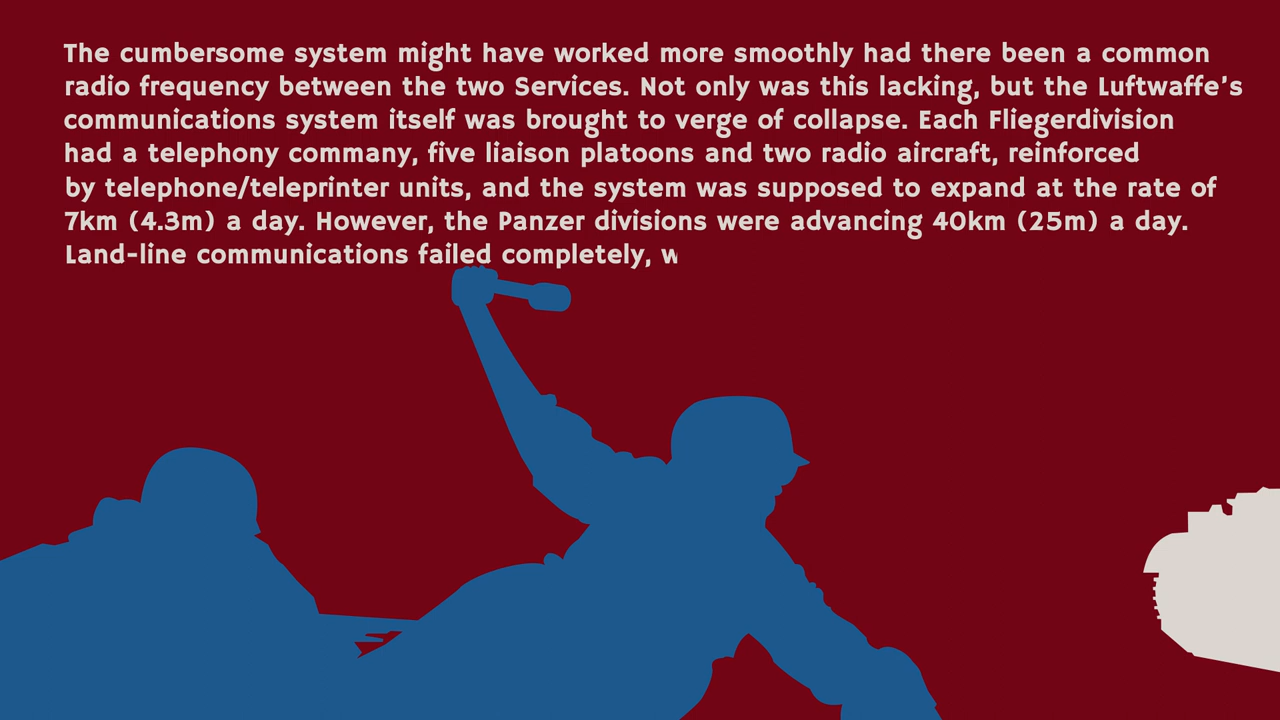 The cumbersome system might have worked more smoothly had there been a common
radio frequency between the two Services. Not only was this lacking, but the Luftwaffe’s
communications system itself was brought to verge of collapse. Each Fliegerdivision
had a telephony commany, five liaison platoons and two radio aircraft, reinforced
by telephone/teleprinter units, and the system was supposed to expand at the rate of
7km (4.3m) a day. However, the Panzer divisions were advancing 40km (25m) a day.
Land-line communications failed completely, w